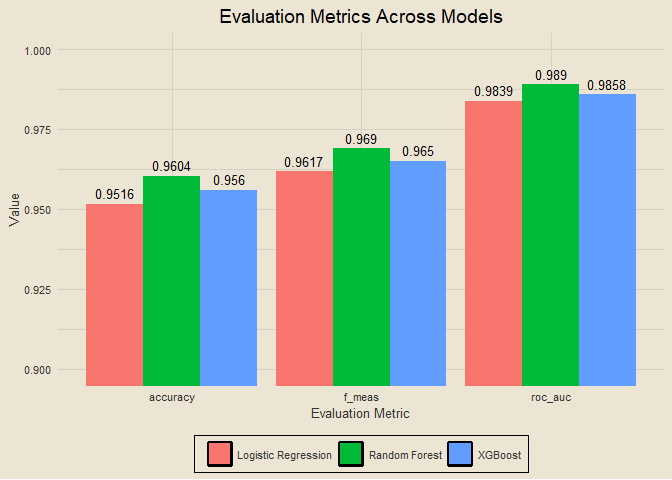 Evaluation Metrics Across Models
1.000
0.975
0.950
0.925
0.900
Value
0.9516
0.9604
0.956
0.9617
0.969
0.965
0.9839
0.989
0.9858
accuracy
f_meas
roc_auc
Evaluation Metric
Logistic Regression
Random Forest
XGBoost